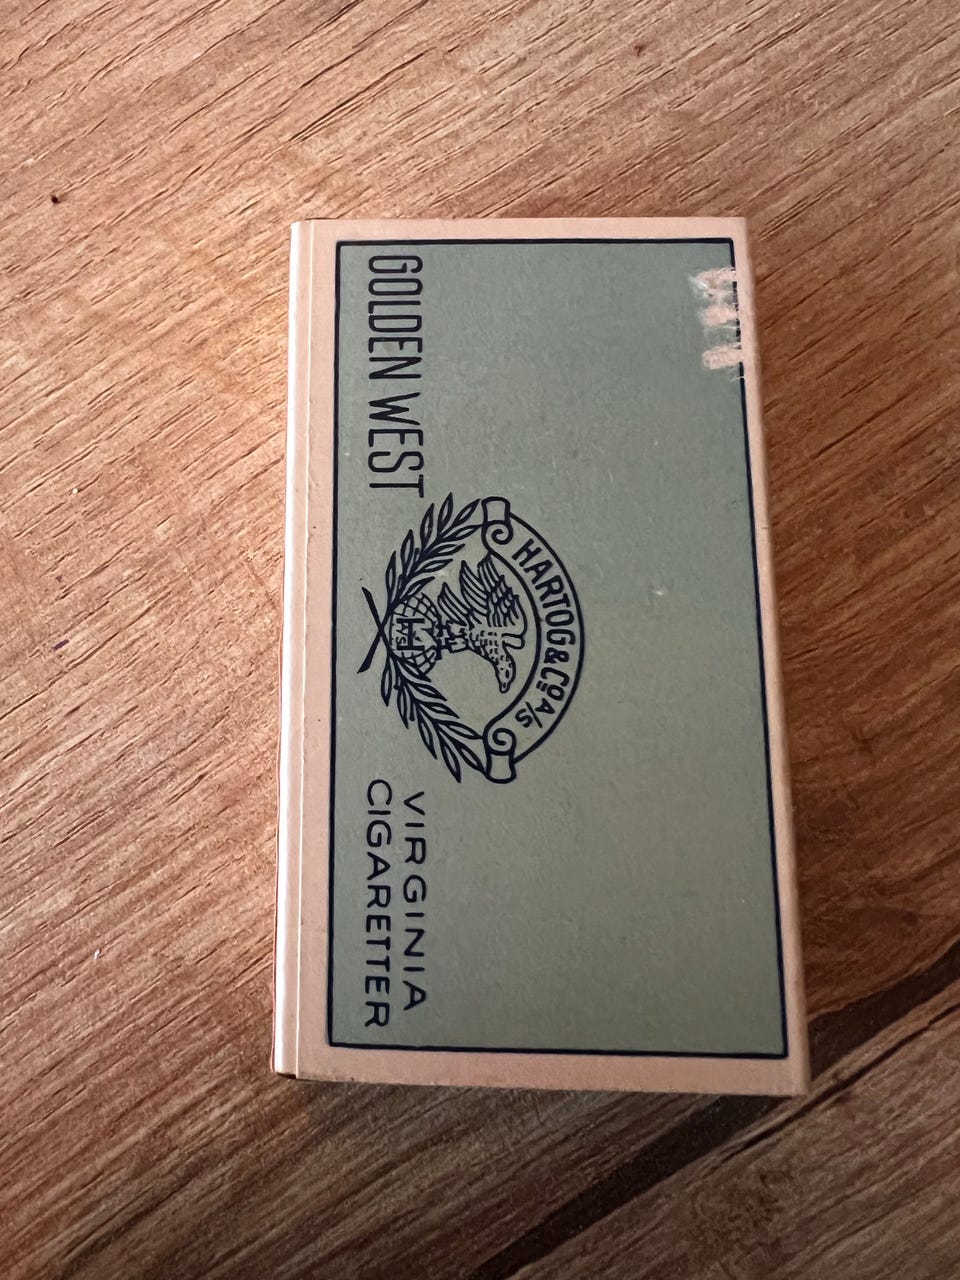 HARTOG & Cº A/S
H
A/S
GOLDEN WEST
VIRGINIA
CIGARETTER